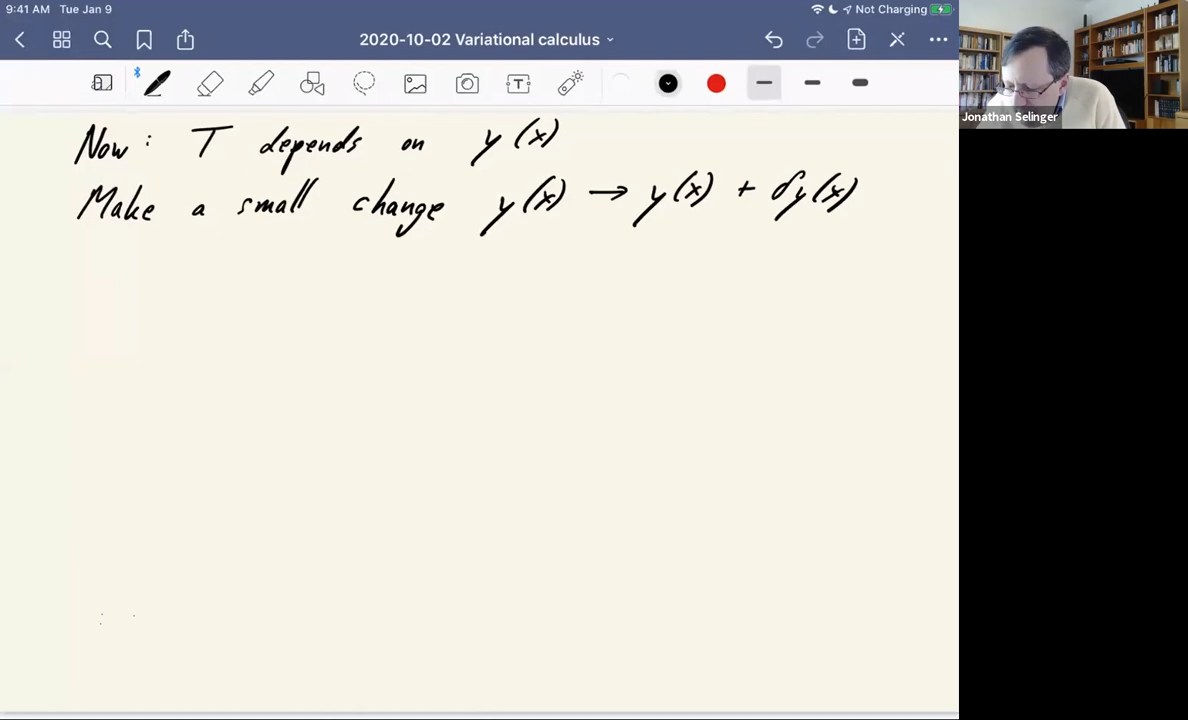 9:41 AM Tue Jan 9
Not Charging
2020-10-02 Variational calculus
T
Jonathan Selinger
Now: T depends on y(x)
Make a small change y(x) → y(x) + δy(x)